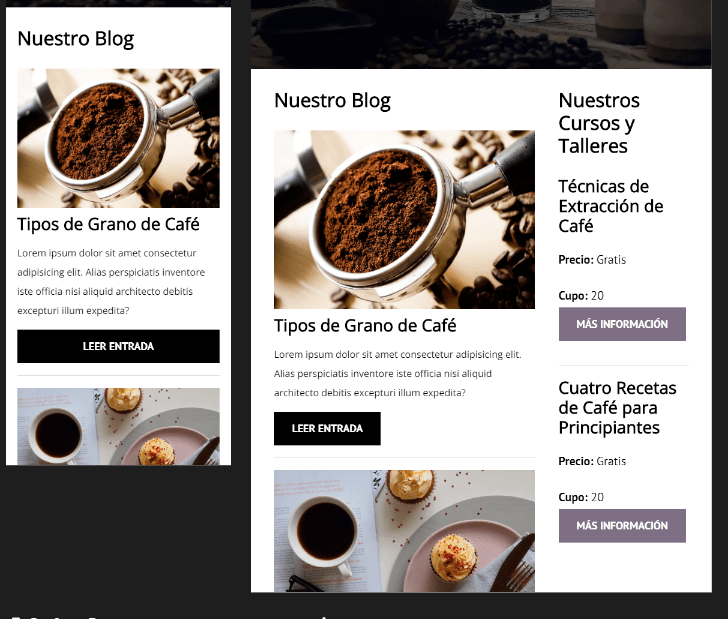 Nuestro Blog
Tipos de Grano de Café
Lorem ipsum dolor sit amet consectetur
adipisicing elit. Alias perspiciatis inventore
iste officia nisi aliquid architecto debitis
excepturi illum expedita?
LEER ENTRADA
Nuestro Blog
Tipos de Grano de Café
Lorem ipsum dolor sit amet consectetur adipisicing elit.
Alias perspiciatis inventore iste officia nisi aliquid
architecto debitis excepturi illum expedita?
LEER ENTRADA
Nuestros
Cursos y
Talleres
Técnicas de
Extracción de
Café
Precio: Gratis
Cupo: 20
MÁS INFORMACIÓN
Cuatro Recetas
de Café para
Principiantes
Precio: Gratis
Cupo: 20
MÁS INFORMACIÓN